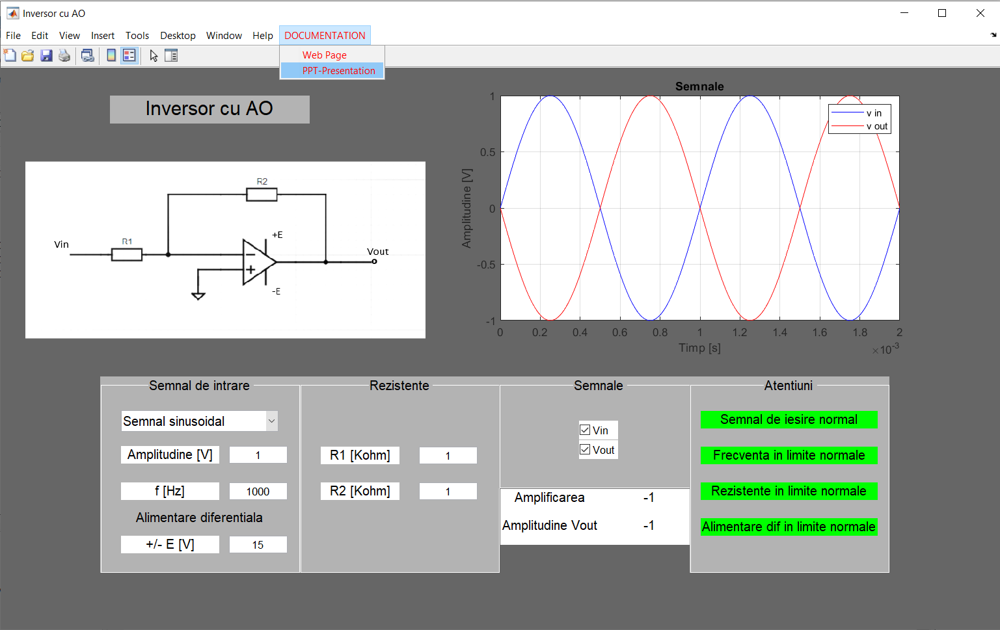 Inversor cu AO
File Edit View Insert Tools Desktop Window Help DOCUMENTATION
Web Page
PPT-Presentation
Inversor cu AO
R2
R1
Vin
+E
-E
Vout
Semnale
v in
v out
Amplitudine [V]
1
0.5
0
-0.5
-1
0 0.2 0.4 0.6 0.8 1 1.2 1.4 1.6 1.8 2
Timp [s]
×10-3
Semnal de intrare
Semnal sinusoidal
Amplitudine [V] 1
f [Hz] 1000
Alimentare diferentiala
+/- E [V] 15
Rezistente
R1 [Kohm] 1
R2 [Kohm] 1
Semnale
Vin
Vout
Amplificarea -1
Amplitudine Vout -1
Atentiuni
Semnal de iesire normal
Frecventa in limite normale
Rezistente in limite normale
Alimentare dif in limite normale